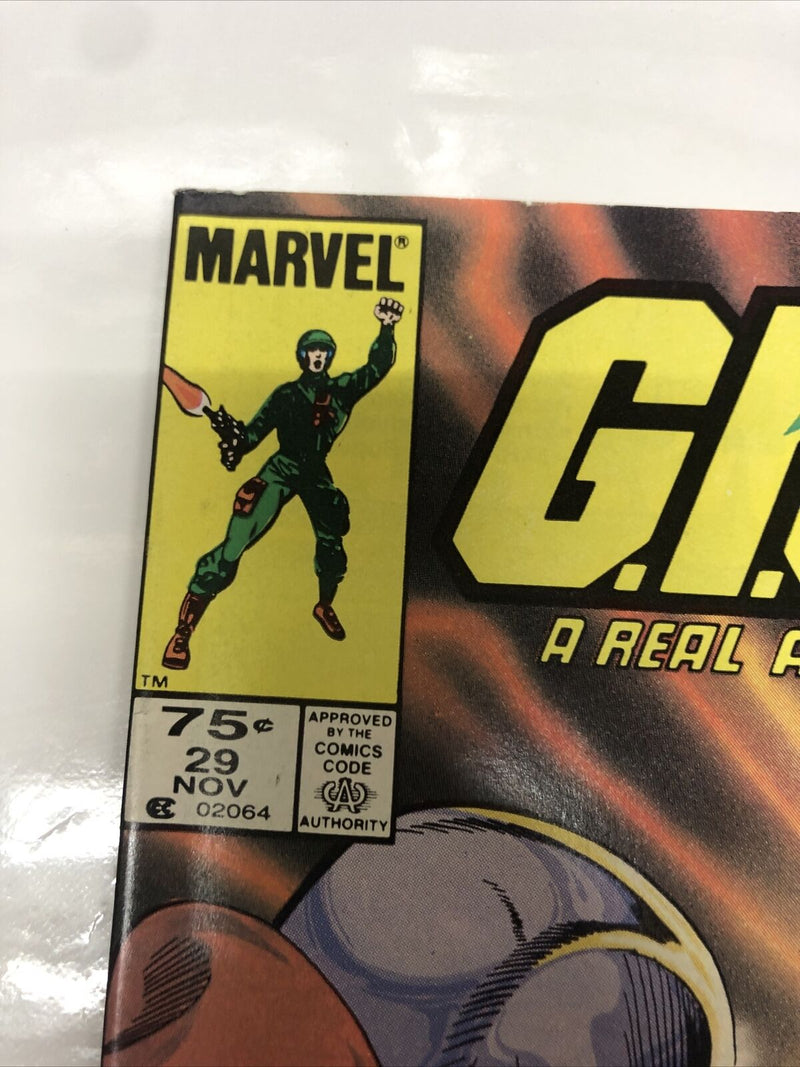 MARVEL®
G.I.
A REAL
TM
75¢
29
NOV
02064
APPROVED
BY THE
COMICS
CODE
A
AUTHORITY